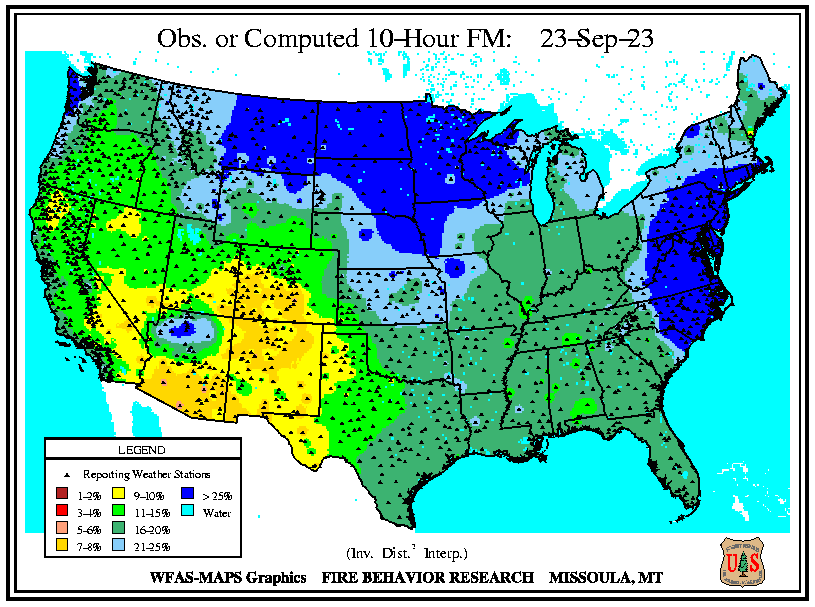 Obs. or Computed 10-Hour FM: 23-Sep-23
LEGEND
Reporting Weather Stations
1-2% 9-10% > 25%
3-4% 11-15% Water
5-6% 16-20%
7-8% 21-25%
(Inv. Dist.² Interp.)
WFAS-MAPS Graphics FIRE BEHAVIOR RESEARCH MISSOULA, MT
U S